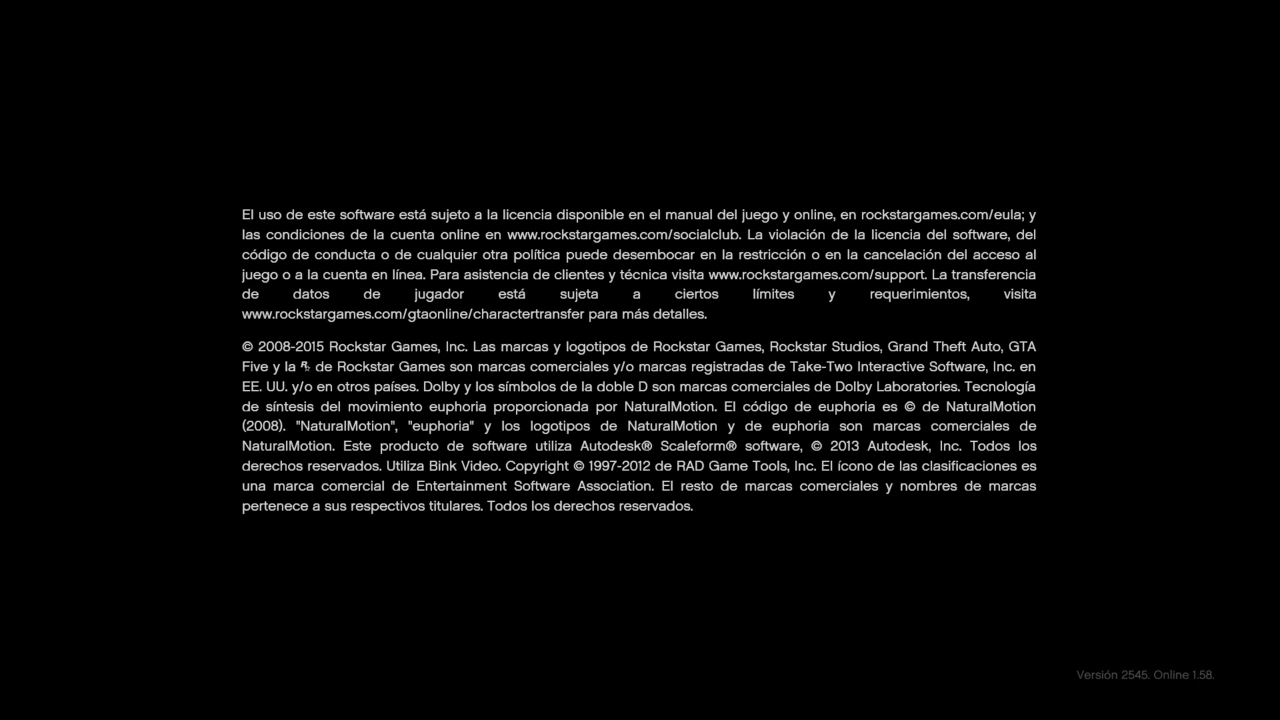 El uso de este software está sujeto a la licencia disponible en el manual del juego y online, en rockstargames.com/eula; y
las condiciones de la cuenta online en www.rockstargames.com/socialclub. La violación de la licencia del software, del
código de conducta o de cualquier otra política puede desembocar en la restricción o en la cancelación del acceso al
juego o a la cuenta en línea. Para asistencia de clientes y técnica visita www.rockstargames.com/support. La transferencia
de datos de jugador está sujeta a ciertos límites y requerimientos, visita
www.rockstargames.com/gtaonline/charactertransfer para más detalles.
© 2008-2015 Rockstar Games, Inc. Las marcas y logotipos de Rockstar Games, Rockstar Studios, Grand Theft Auto, GTA
Five y la R* de Rockstar Games son marcas comerciales y/o marcas registradas de Take-Two Interactive Software, Inc. en
EE. UU. y/o en otros países. Dolby y los símbolos de la doble D son marcas comerciales de Dolby Laboratories. Tecnología
de síntesis del movimiento euphoria proporcionada por NaturalMotion. El código de euphoria es © de NaturalMotion
(2008). "NaturalMotion", "euphoria" y los logotipos de NaturalMotion y de euphoria son marcas comerciales de
NaturalMotion. Este producto de software utiliza Autodesk® Scaleform® software, © 2013 Autodesk, Inc. Todos los
derechos reservados. Utiliza Bink Video. Copyright © 1997-2012 de RAD Game Tools, Inc. El ícono de las clasificaciones es
una marca comercial de Entertainment Software Association. El resto de marcas comerciales y nombres de marcas
pertenece a sus respectivos titulares. Todos los derechos reservados.
Versión 2545. Online 1.58.